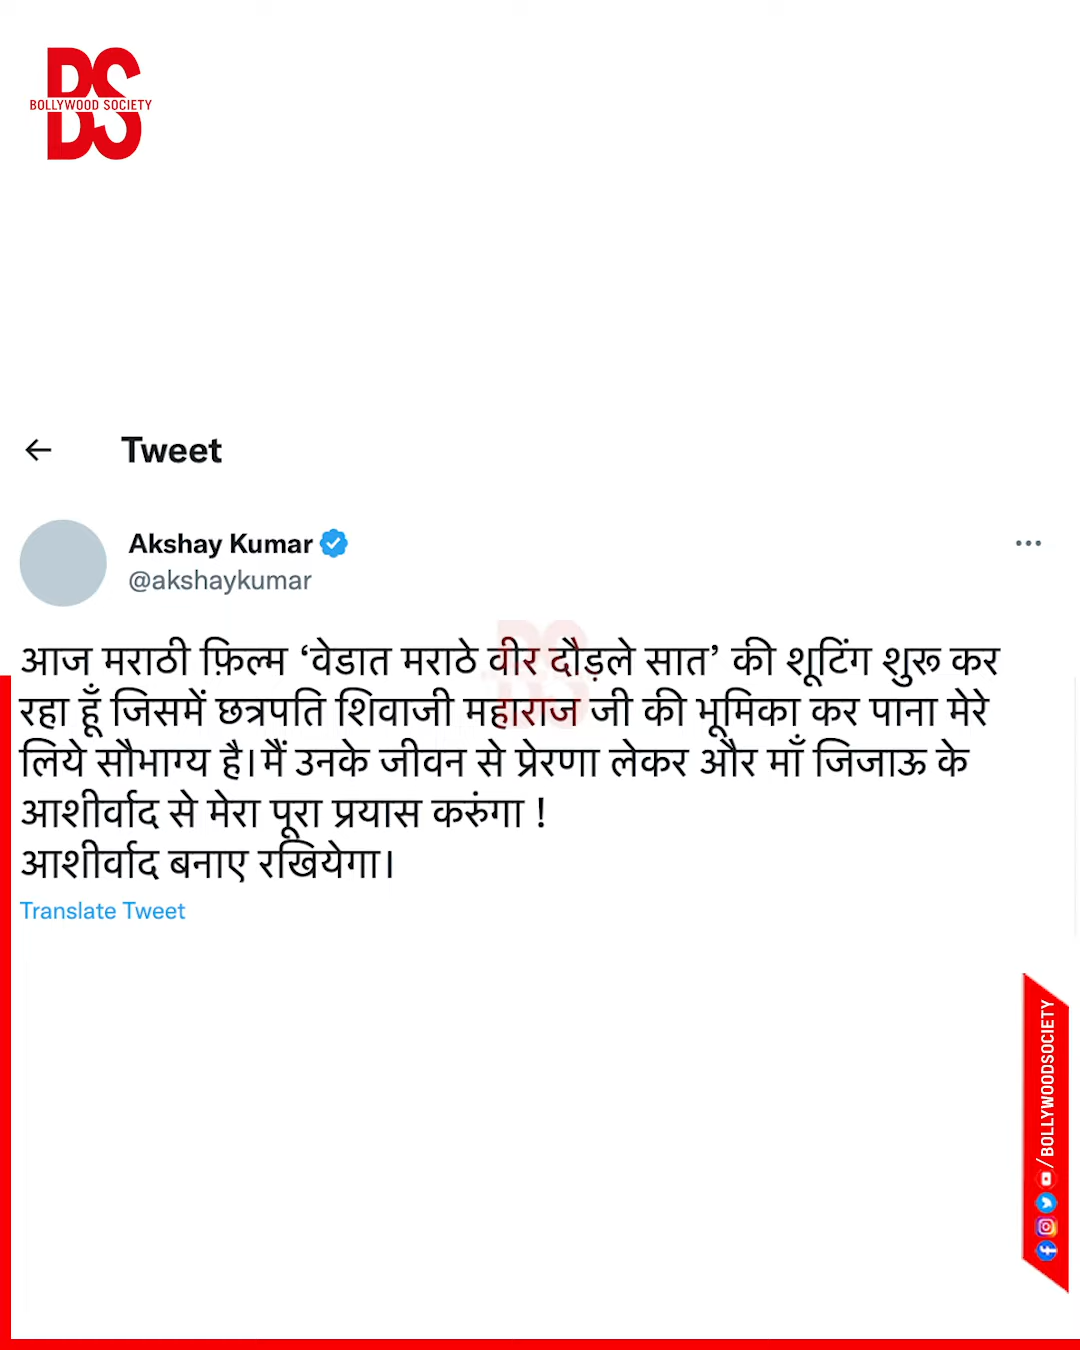 BOLLYWOOD SOCIETY
BS
← Tweet
Akshay Kumar
@akshaykumar
आज मराठी फ़िल्म ‘वेडात मराठे वीर दौड़ले सात’ की शूटिंग शुरू कर
रहा हूँ जिसमें छत्रपति शिवाजी महाराज जी की भूमिका कर पाना मेरे
लिये सौभाग्य है।मैं उनके जीवन से प्रेरणा लेकर और माँ जिजाऊ के
आशीर्वाद से मेरा पूरा प्रयास करुंगा !
आशीर्वाद बनाए रखियेगा।
Translate Tweet
/BOLLYWOODSOCIETY